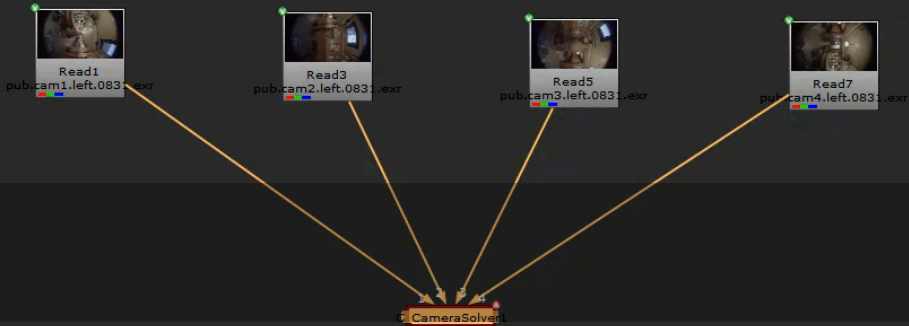 V
V
V
V
Read1
pub.cam1.left.0831.exr
Read3
pub.cam2.left.0831.exr
Read5
pub.cam3.left.0831.exr
Read7
pub.cam4.left.0831.exr
1 2 3 4
A
C_CameraSolver1